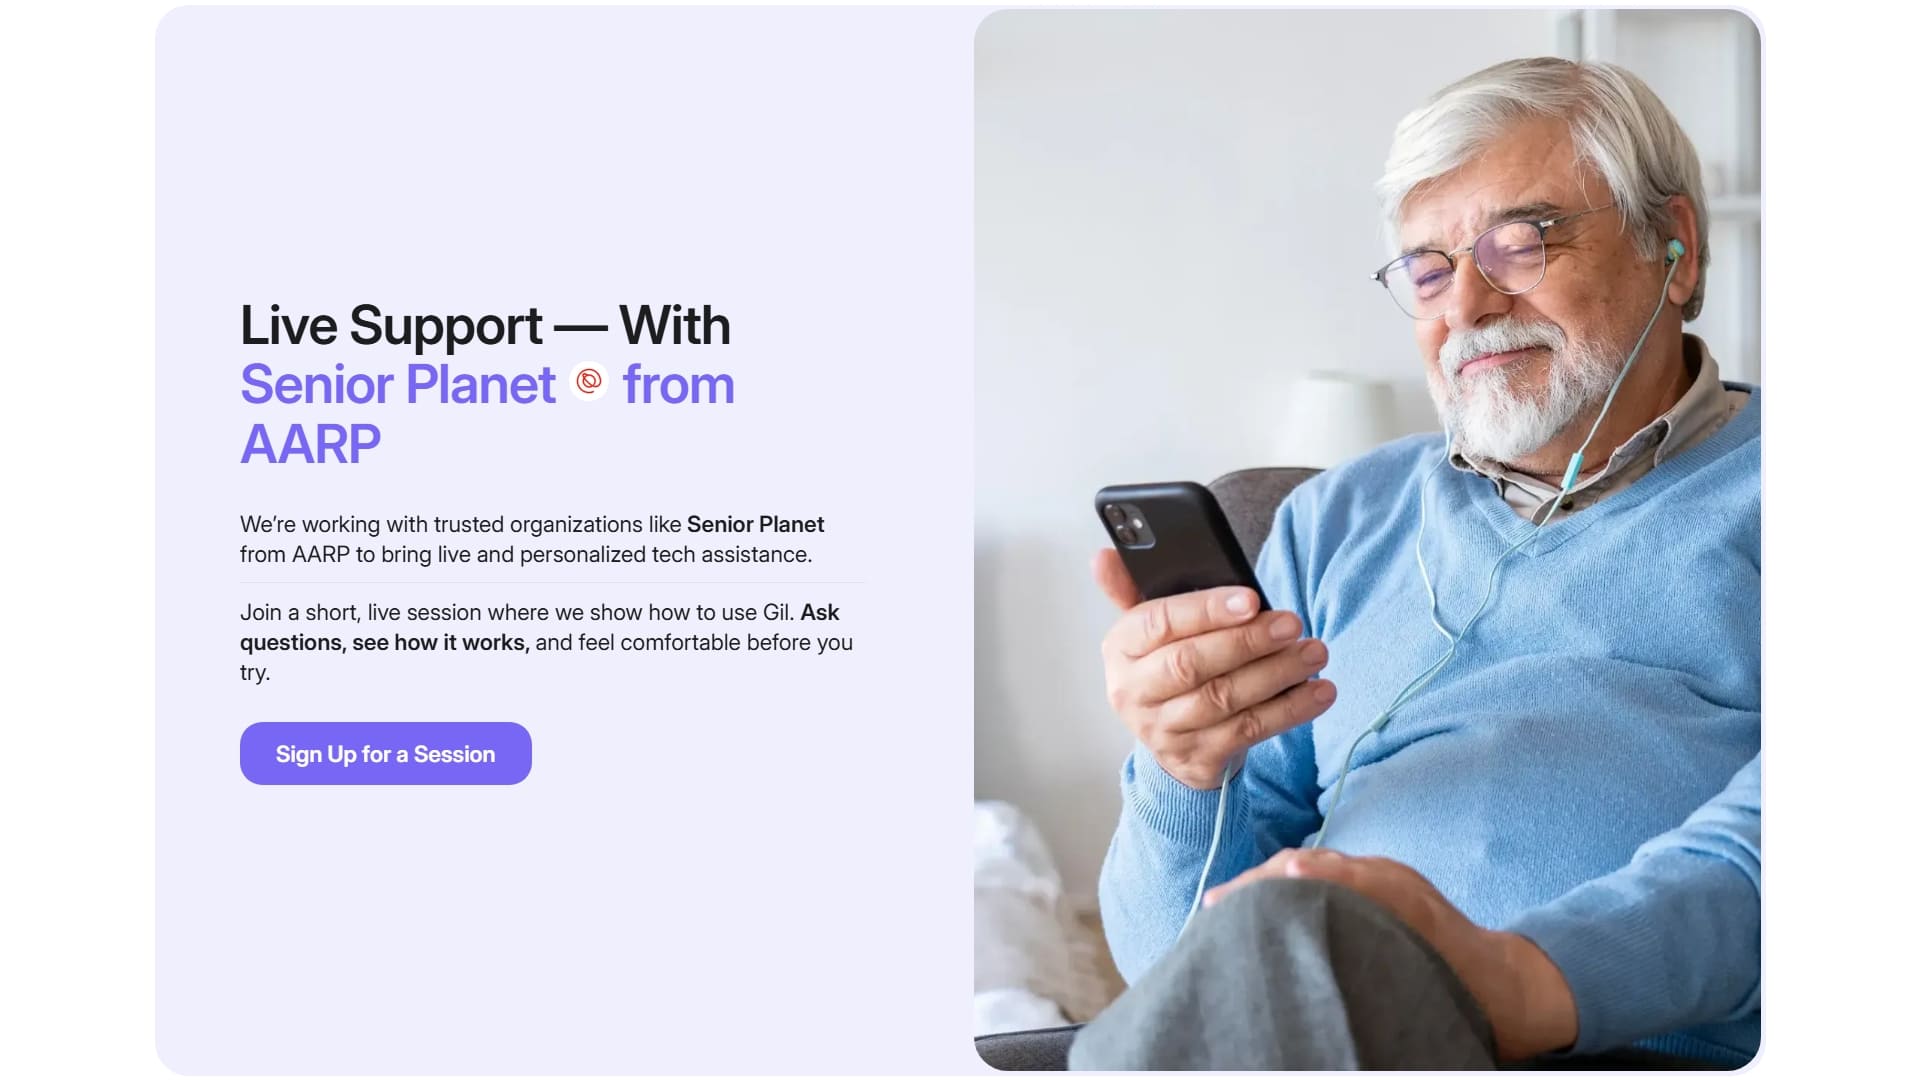 Live Support — With
Senior Planet from
AARP
We’re working with trusted organizations like Senior Planet
from AARP to bring live and personalized tech assistance.
Join a short, live session where we show how to use Gil. Ask
questions, see how it works, and feel comfortable before you
try.
Sign Up for a Session